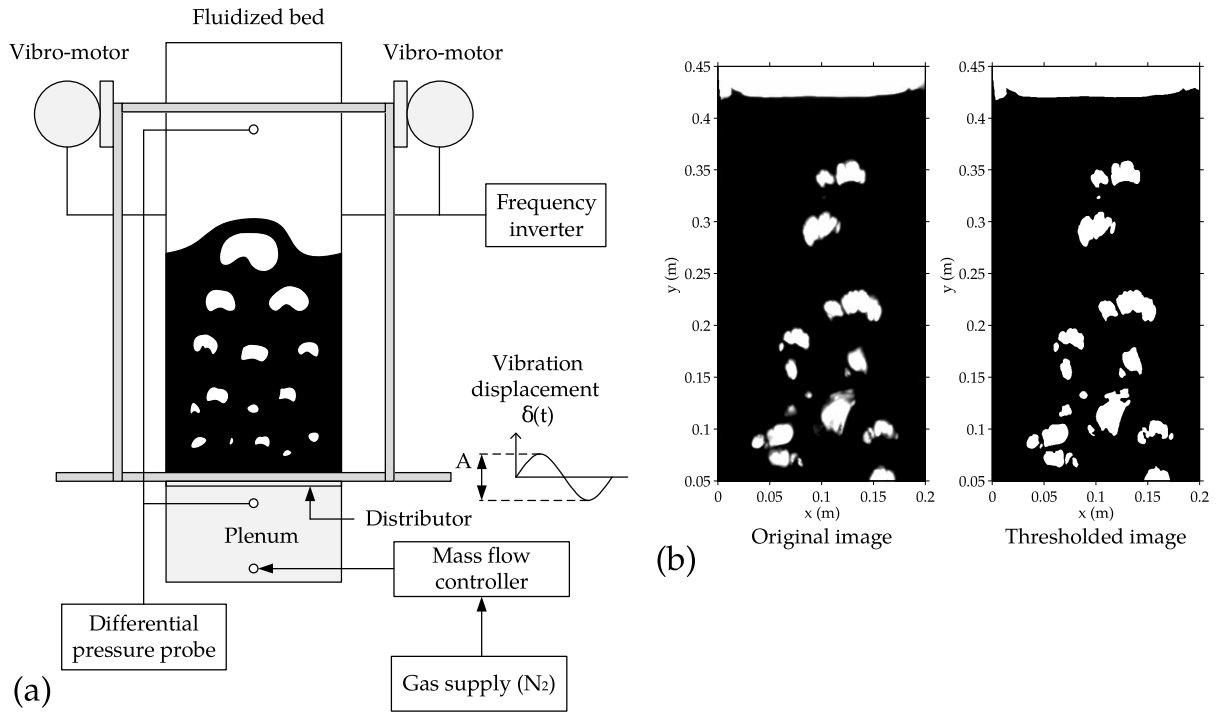 Fluidized bed
Vibro-motor
Vibro-motor
Frequency
inverter
Vibration
displacement
δ(t)
A
Distributor
Plenum
Mass flow
controller
Differential
pressure probe
Gas supply (N₂)
(a)
0.45
0.4
0.35
0.3
0.25
0.2
0.15
0.1
0.05
y (m)
0
0.05
0.1
0.15
0.2
x (m)
Original image
0.45
0.4
0.35
0.3
0.25
0.2
0.15
0.1
0.05
y (m)
0
0.05
0.1
0.15
0.2
x (m)
Thresholded image
(b)